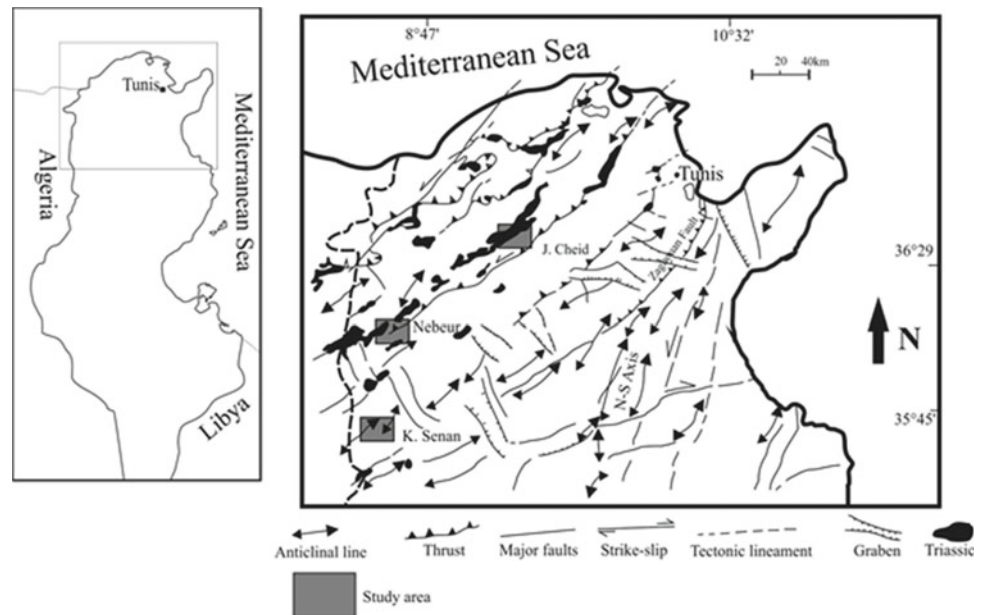 Tunis
Algeria
Mediterranean Sea
Libya
8°47'
10°32'
Mediterranean Sea
20 40km
Tunis
J. Cheid
Zaghouan Fault
36°29
Nebeur
N
N-S Axis
K. Senan
35°45'
Anticlinal line
Thrust
Major faults
Strike-slip
Tectonic lineament
Graben
Triassic
Study area